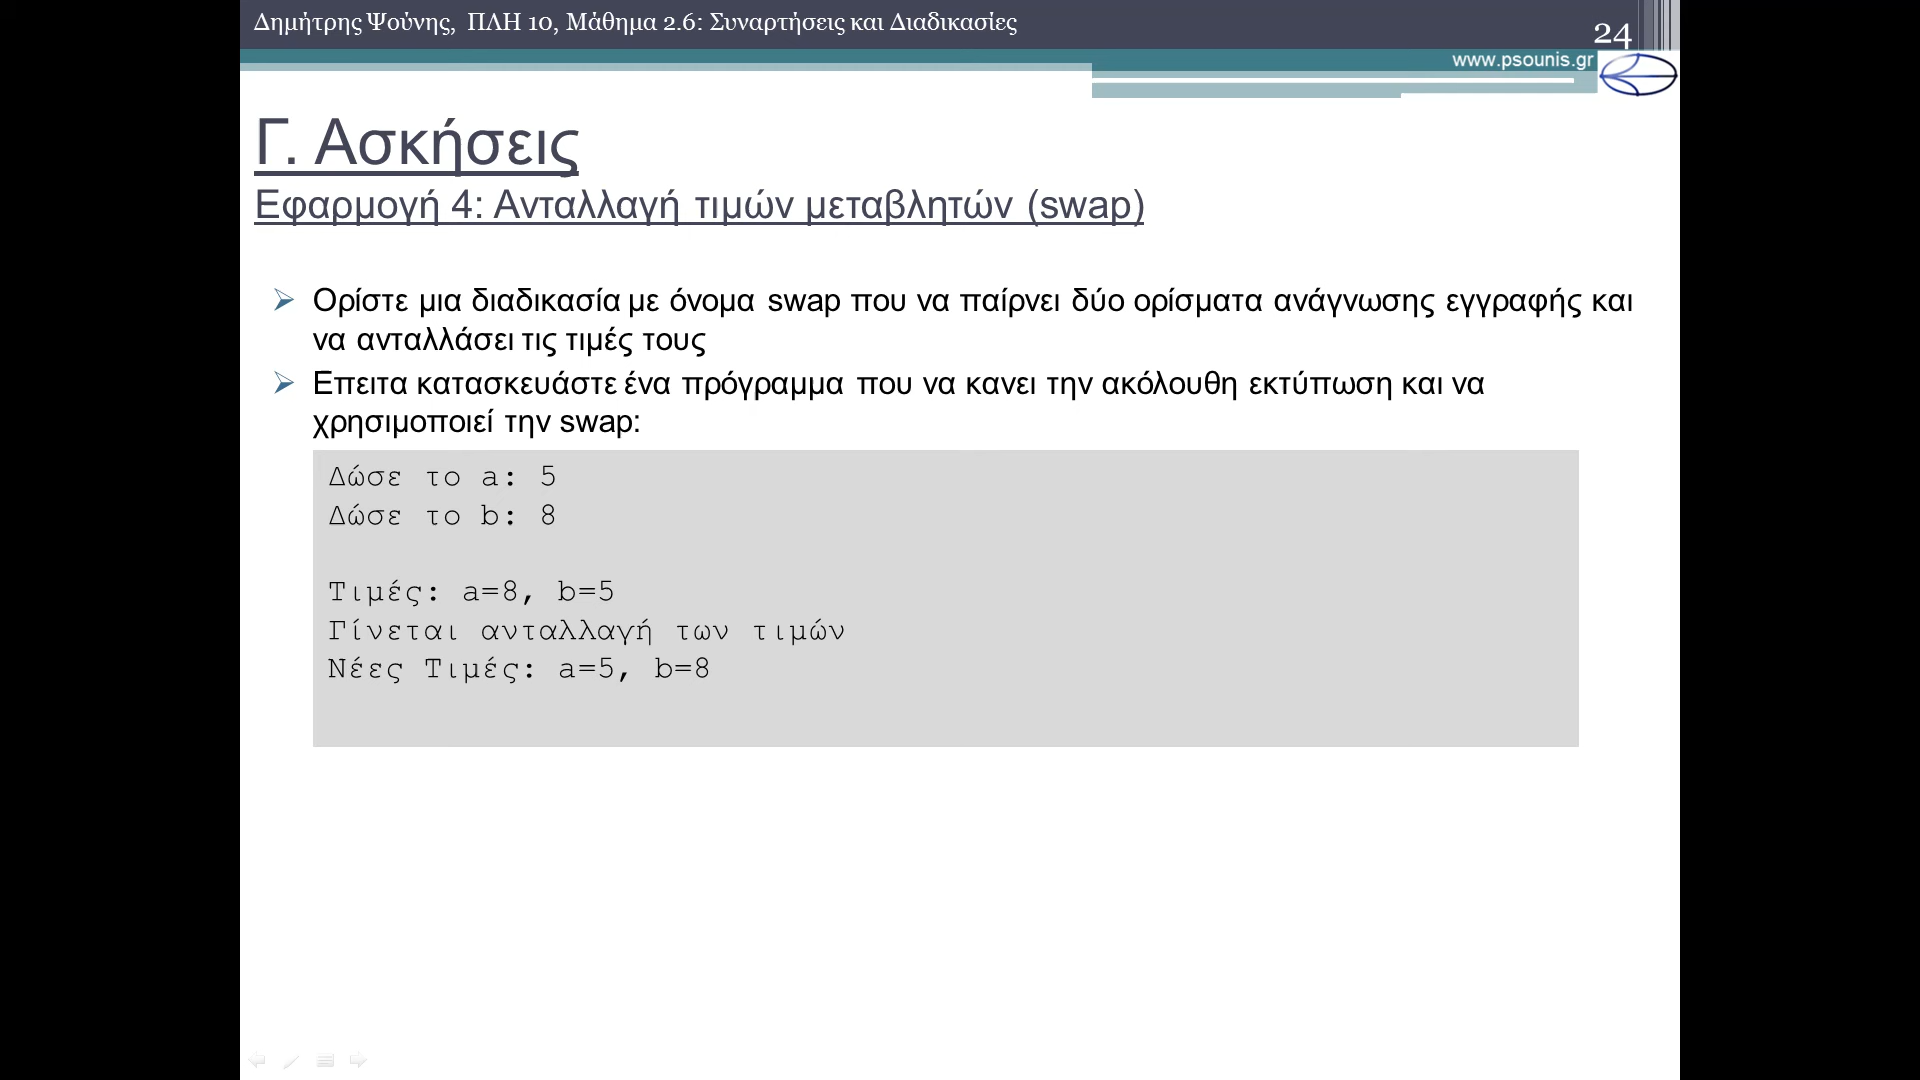 Δημήτρης Ψούνης, ΠΛΗ 10, Μάθημα 2.6: Συναρτήσεις και Διαδικασίες
24
www.psounis.gr
Γ. Ασκήσεις
Εφαρμογή 4: Ανταλλαγή τιμών μεταβλητών (swap)
Ορίστε μια διαδικασία με όνομα swap που να παίρνει δύο ορίσματα ανάγνωσης εγγραφής και
να ανταλλάσει τις τιμές τους
Επειτα κατασκευάστε ένα πρόγραμμα που να κανει την ακόλουθη εκτύπωση και να
χρησιμοποιεί την swap:
Δώσε το a: 5
Δώσε το b: 8
Τιμές: a=8, b=5
Γίνεται ανταλλαγή των τιμών
Νέες Τιμές: a=5, b=8